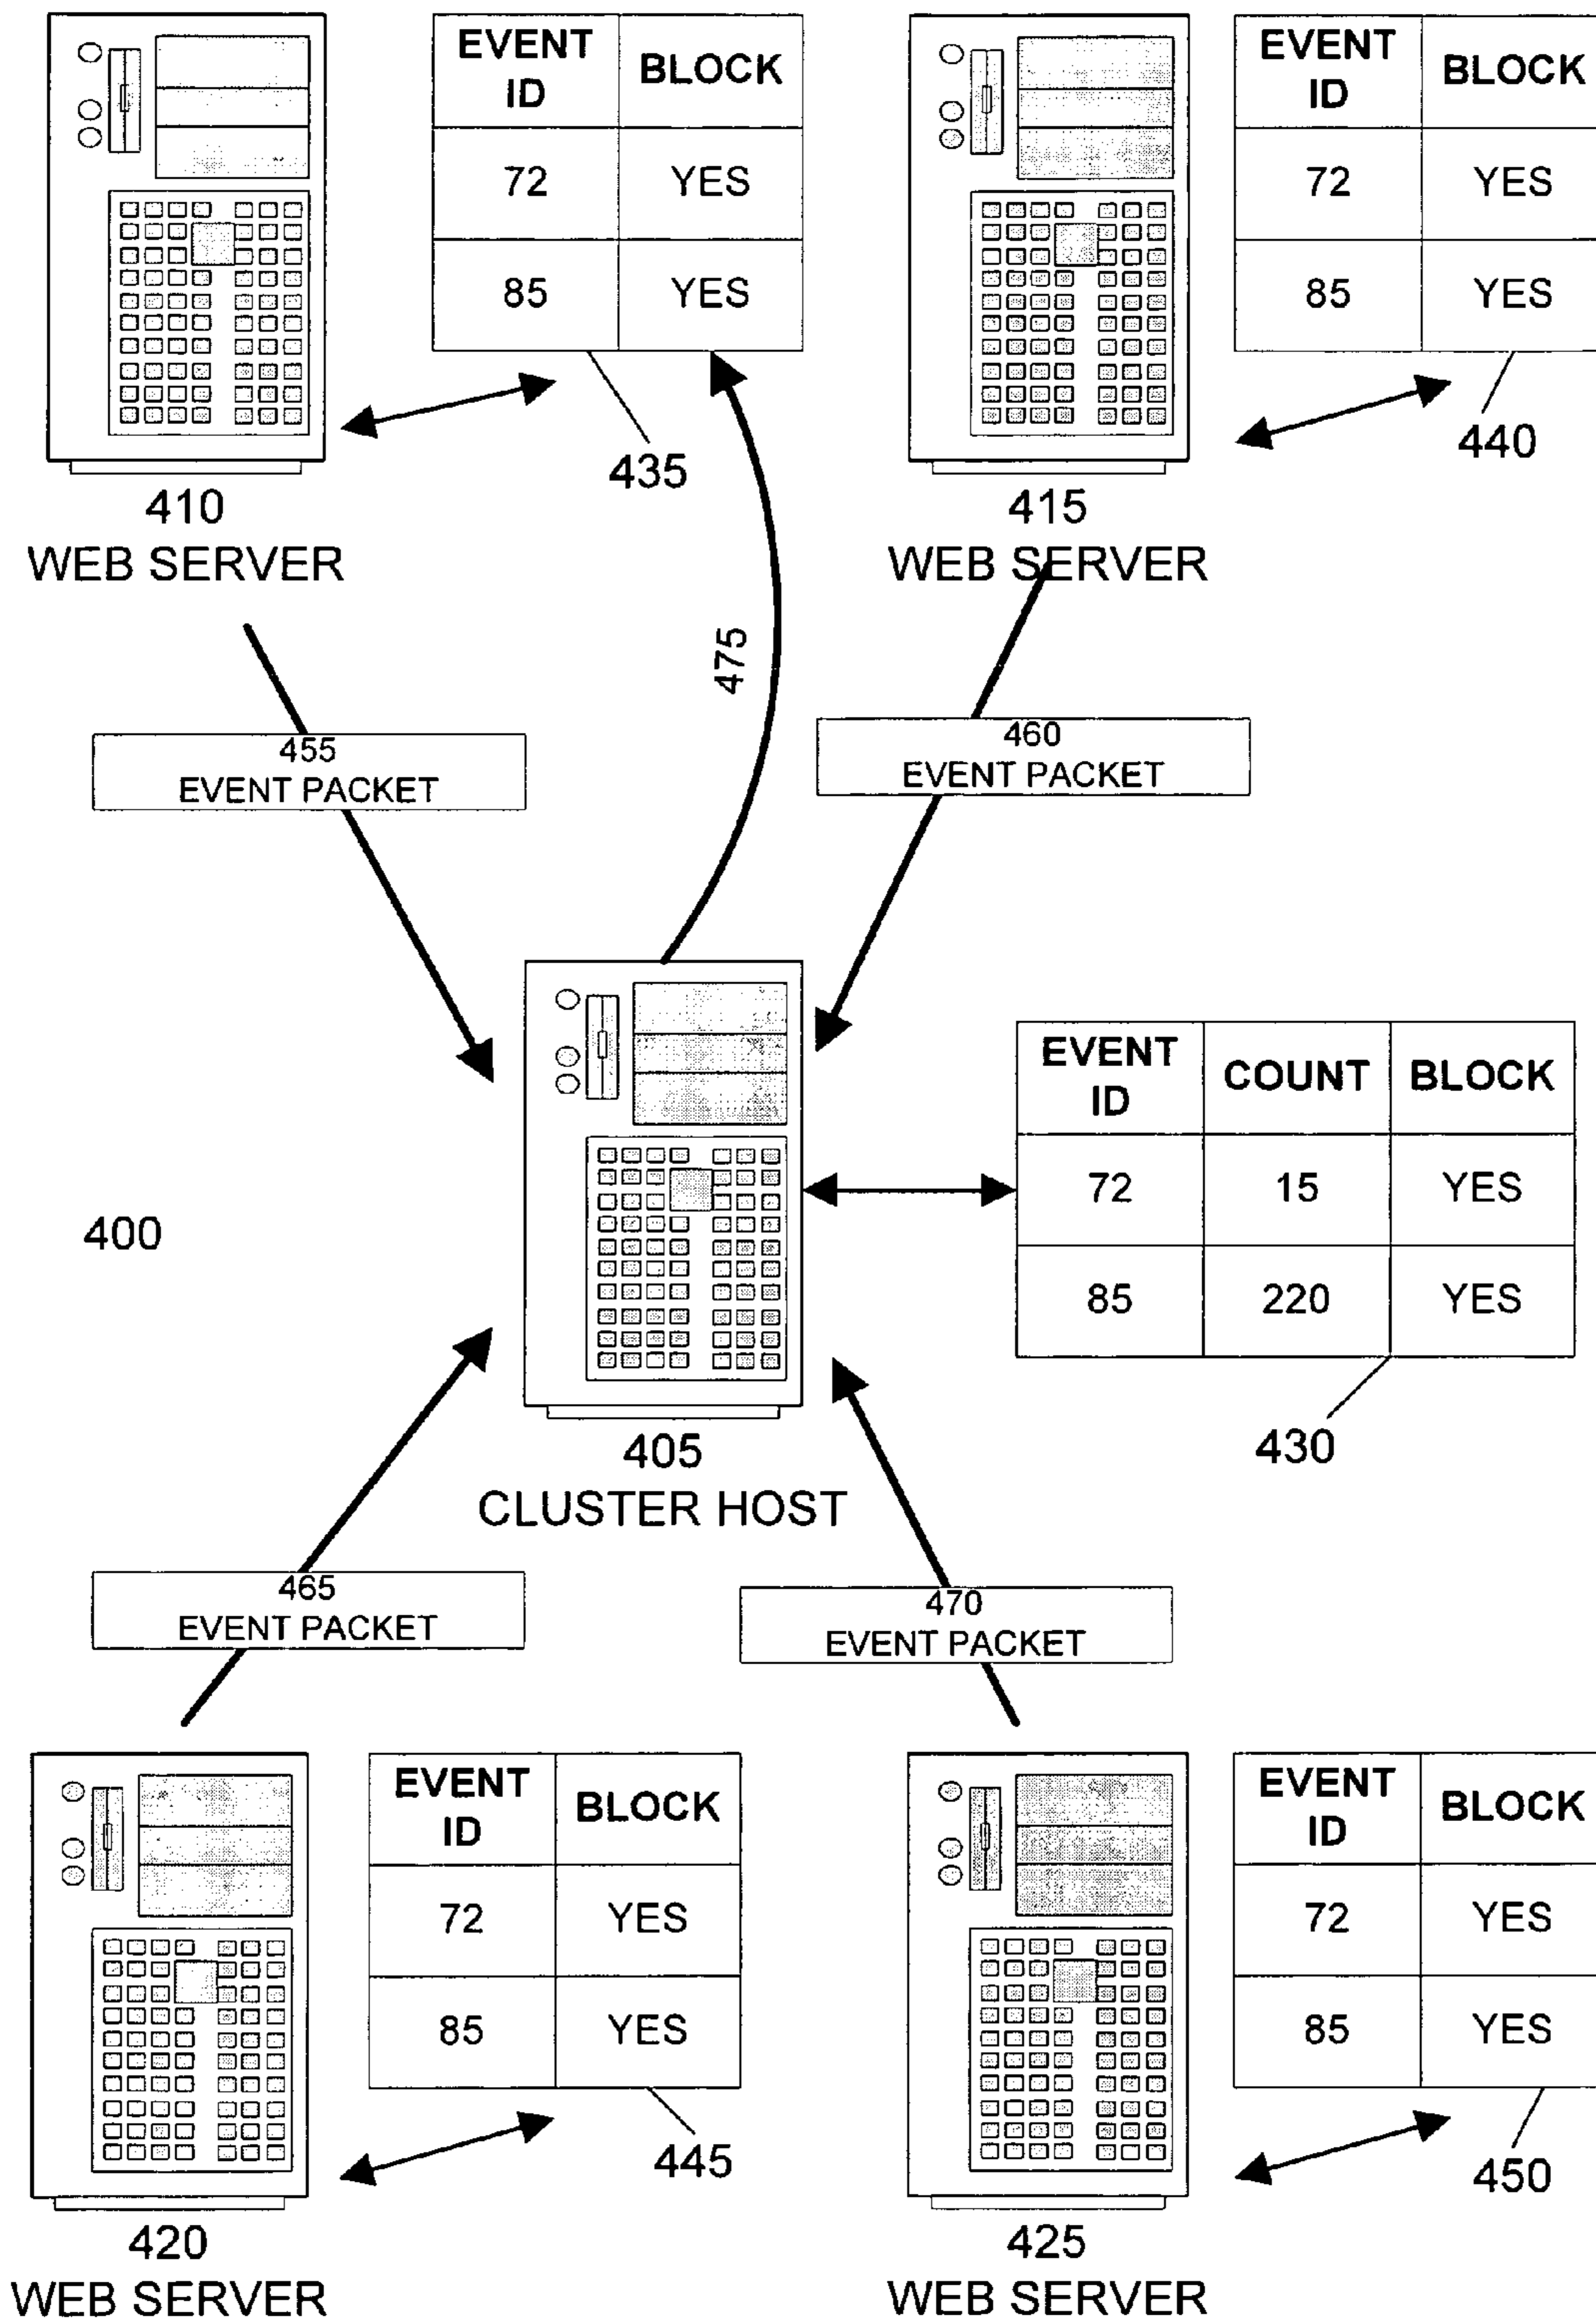 EVENT ID BLOCK
72 YES
85 YES
435
410
WEB SERVER
EVENT ID BLOCK
72 YES
85 YES
440
415
WEB SERVER
475
455
EVENT PACKET
460
EVENT PACKET
400
405
CLUSTER HOST
EVENT ID COUNT BLOCK
72 15 YES
85 220 YES
430
465
EVENT PACKET
470
EVENT PACKET
EVENT ID BLOCK
72 YES
85 YES
445
420
WEB SERVER
EVENT ID BLOCK
72 YES
85 YES
450
425
WEB SERVER